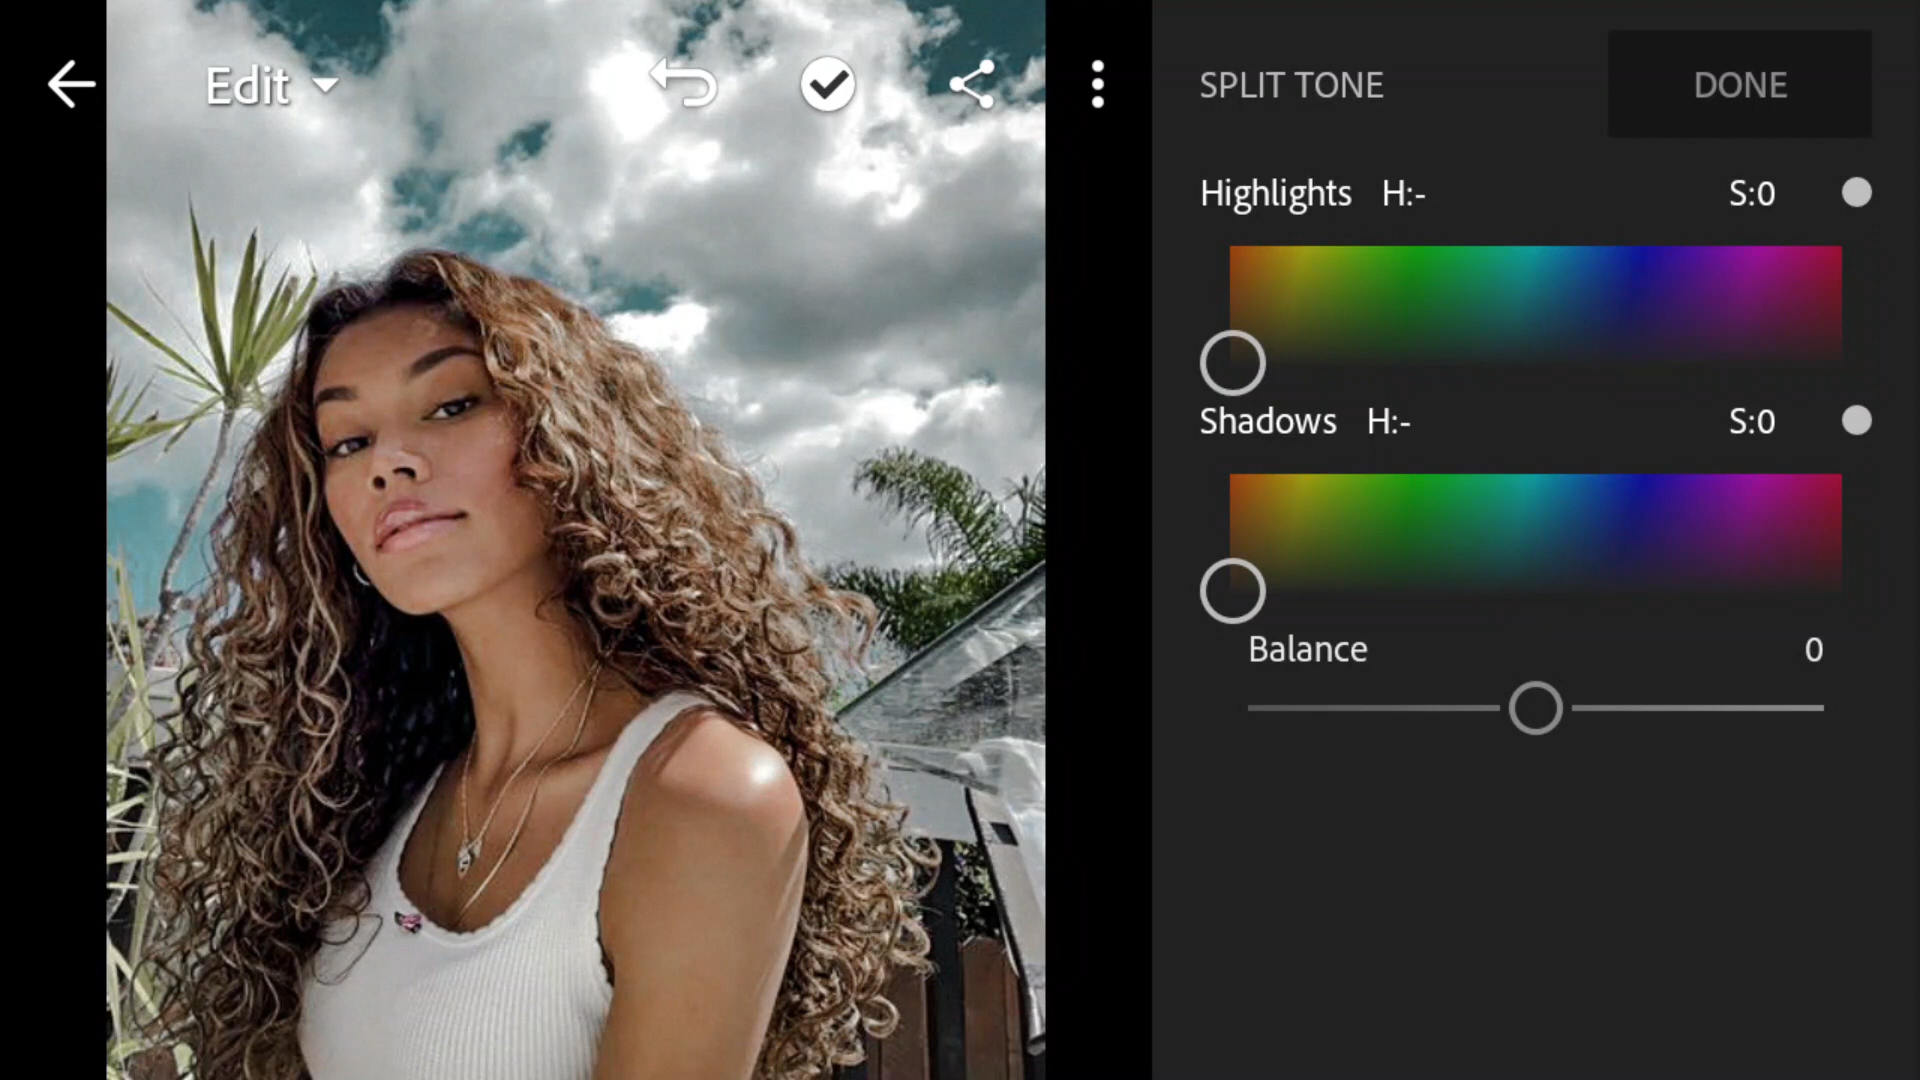 Edit
SPLIT TONE
DONE
Highlights H:- S:0
Shadows H:- S:0
Balance 0